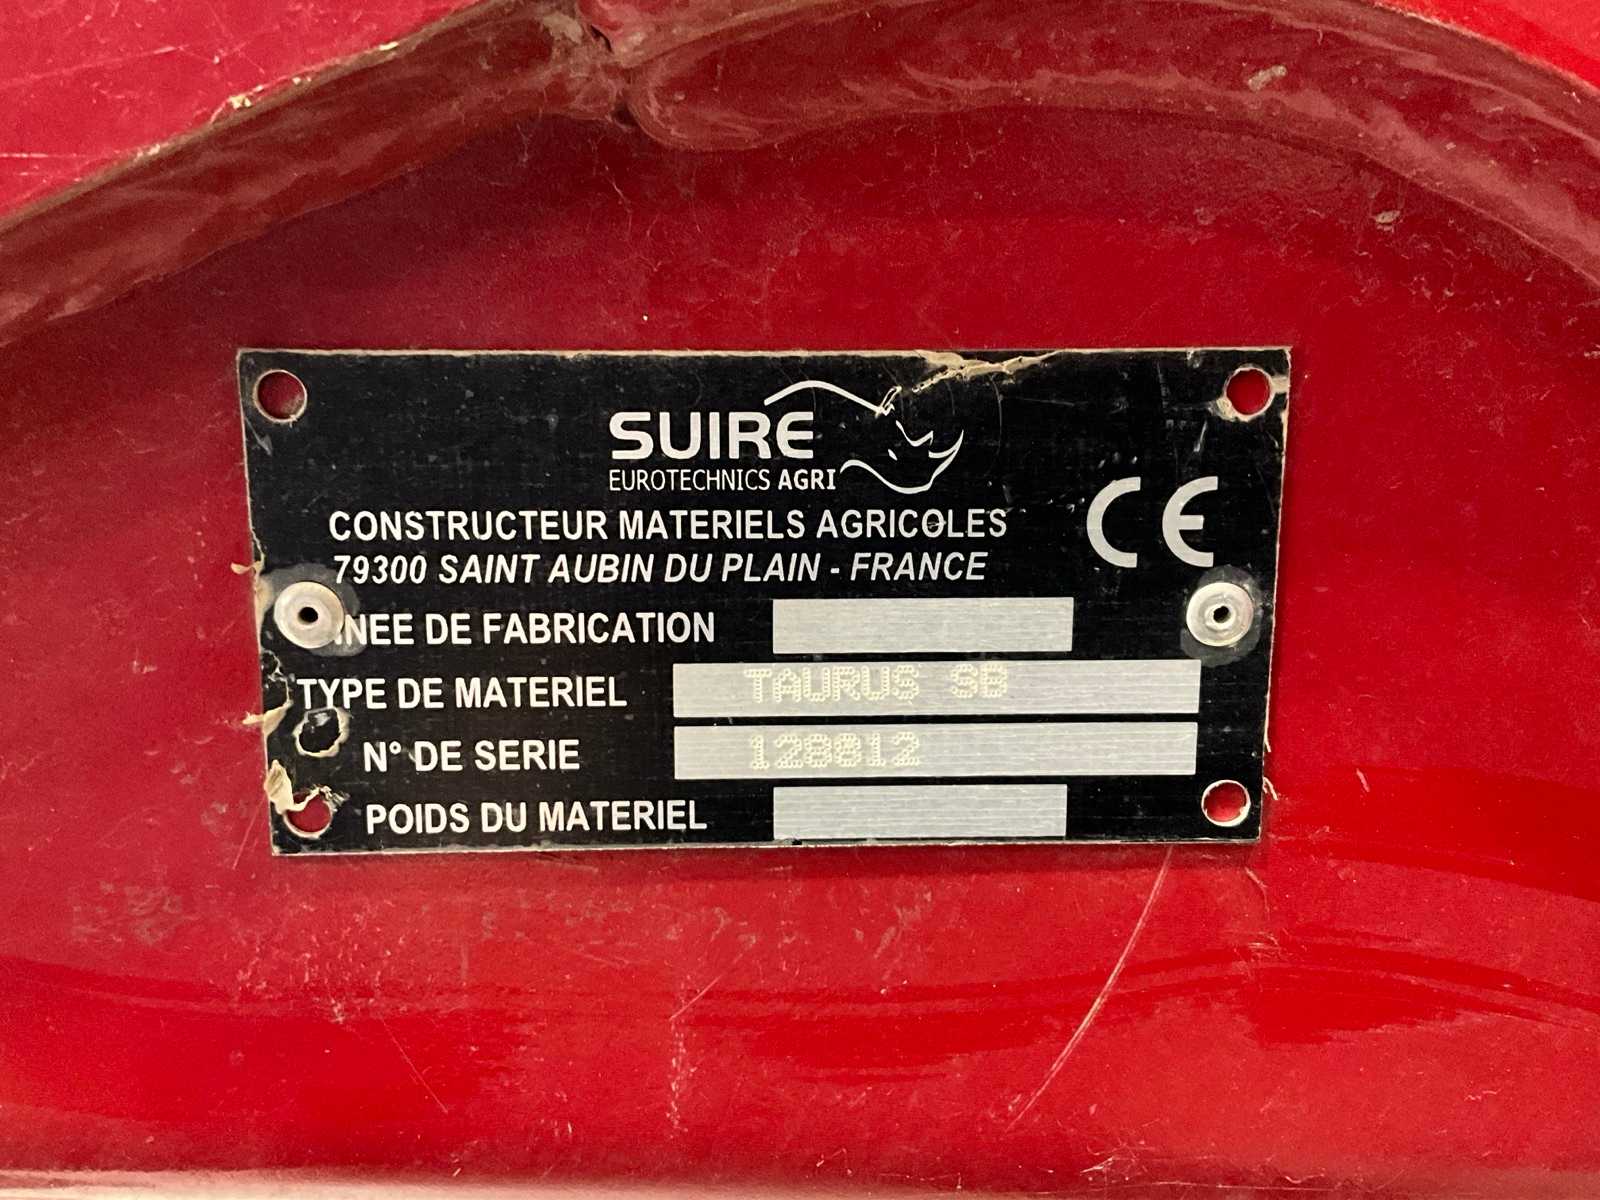 SUIRE
EUROTECHNICS AGRI
CONSTRUCTEUR MATERIELS AGRICOLES
79300 SAINT AUBIN DU PLAIN - FRANCE
CE
NEE DE FABRICATION
TYPE DE MATERIEL TAURUS SB
N° DE SERIE 128812
POIDS DU MATERIEL